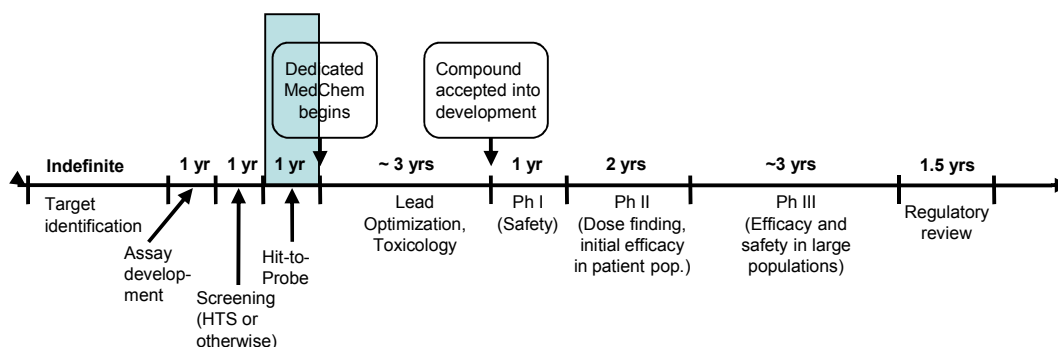 Dedicated
MedChem
begins
Compound
accepted into
development
Indefinite
1 yr
1 yr
1 yr
~ 3 yrs
1 yr
2 yrs
~3 yrs
1.5 yrs
Target
identification
Assay
develop-
ment
Screening
(HTS or
otherwise)
Hit-to-
Probe
Lead
Optimization,
Toxicology
Ph I
(Safety)
Ph II
(Dose finding,
initial efficacy
in patient pop.)
Ph III
(Efficacy and
safety in large
populations)
Regulatory
review